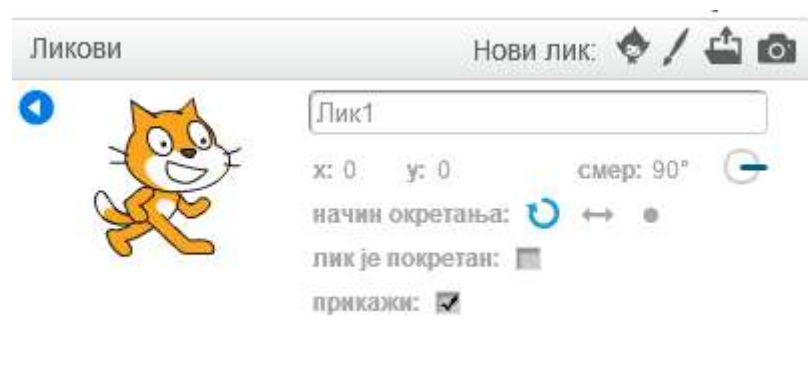 Ликови Нови лик:
Лик1
x: 0 y: 0 смер: 90°
начин окретања:
лик је покретан:
прикажи: